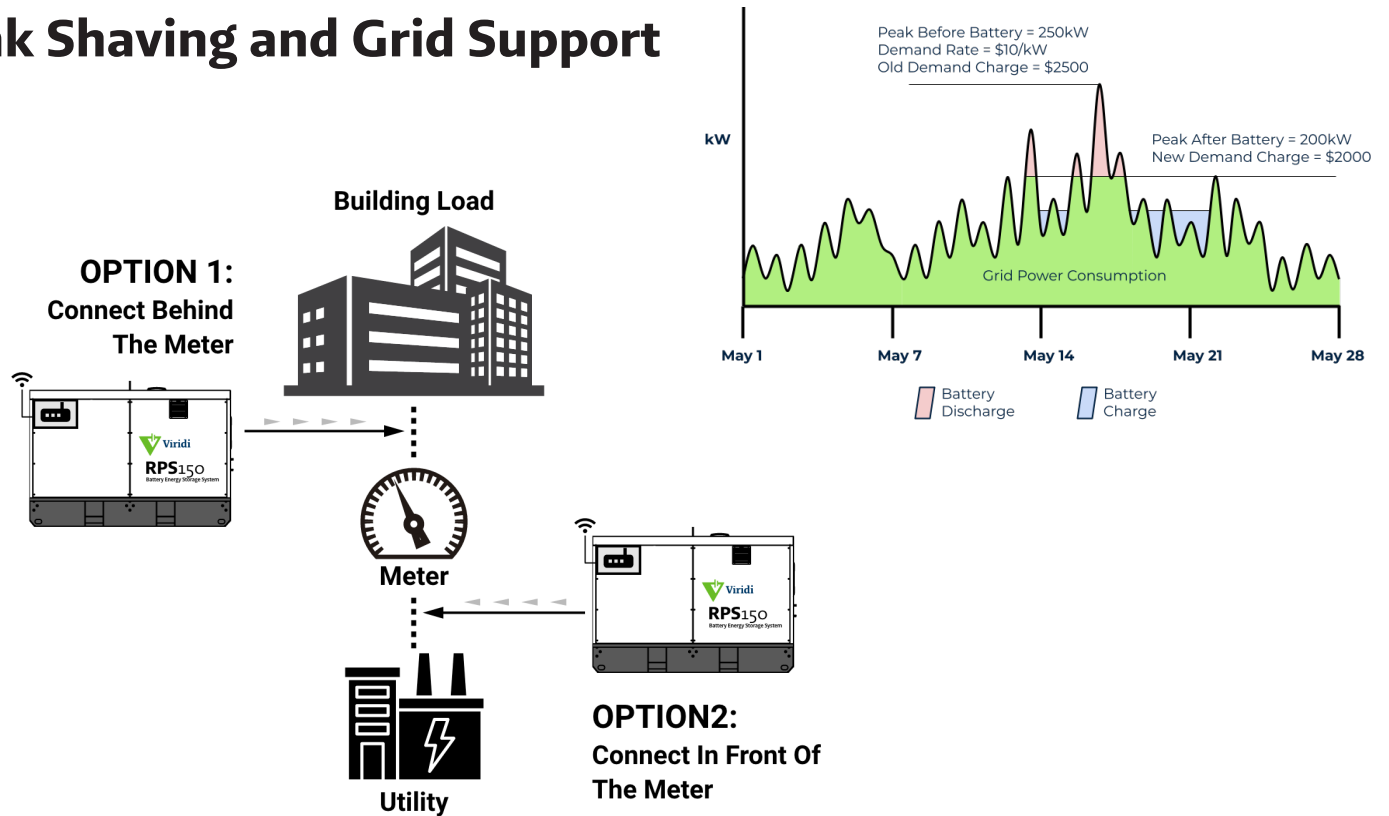 k Shaving and Grid Support
Peak Before Battery = 250kW
Demand Rate = $10/kW
Old Demand Charge = $2500
kW
Peak After Battery = 200kW
New Demand Charge = $2000
Grid Power Consumption
May 1
May 7
May 14
May 21
May 28
Battery
Discharge
Battery
Charge
Building Load
OPTION 1:
Connect Behind
The Meter
Viridi
RPS150
Battery Energy Storage System
Meter
Viridi
RPS150
Battery Energy Storage System
OPTION2:
Connect In Front Of
The Meter
Utility